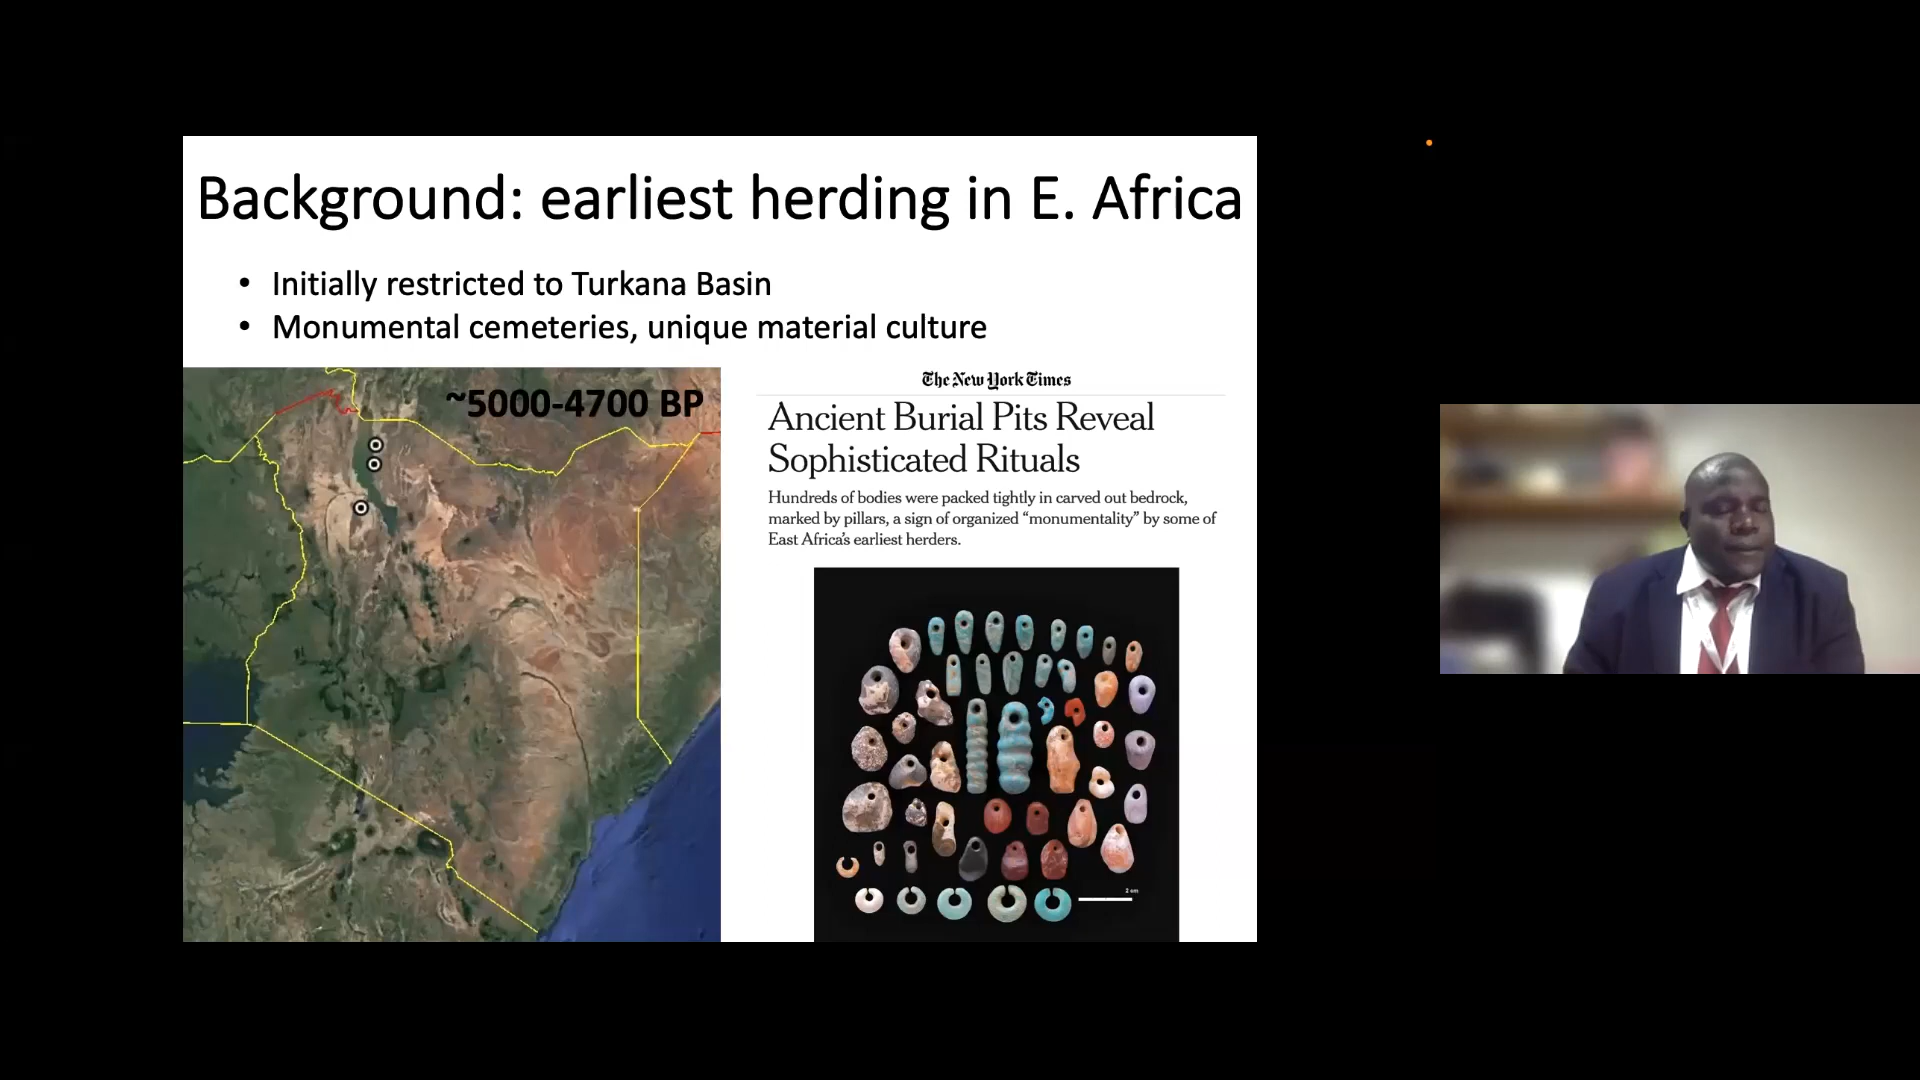 Background: earliest herding in E. Africa
• Initially restricted to Turkana Basin
• Monumental cemeteries, unique material culture
~5000-4700 BP
The New York Times
Ancient Burial Pits Reveal
Sophisticated Rituals
Hundreds of bodies were packed tightly in carved out bedrock,
marked by pillars, a sign of organized “monumentality” by some of
East Africa’s earliest herders.
2 cm